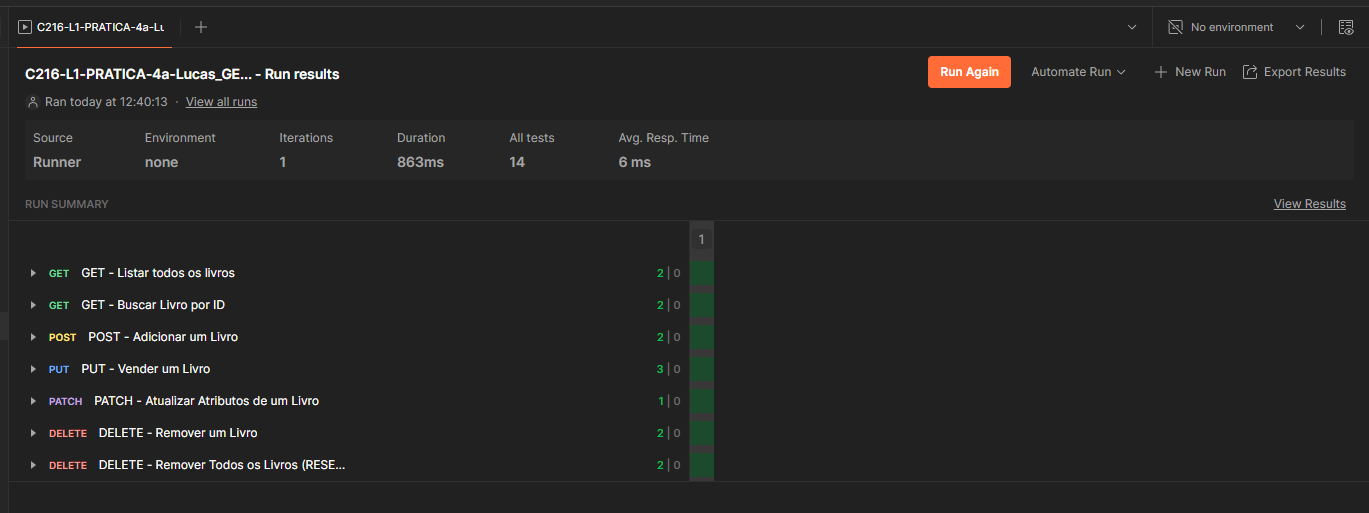 C216-L1-PRATICA-4a-Lu
No environment
C216-L1-PRATICA-4a-Lucas_GE... - Run results
Run Again
Automate Run
New Run
Export Results
Ran today at 12:40:13 · View all runs
Source Environment Iterations Duration All tests Avg. Resp. Time
Runner none 1 863ms 14 6 ms
RUN SUMMARY View Results
1
GET GET - Listar todos os livros 2 | 0
GET GET - Buscar Livro por ID 2 | 0
POST POST - Adicionar um Livro 2 | 0
PUT PUT - Vender um Livro 3 | 0
PATCH PATCH - Atualizar Atributos de um Livro 1 | 0
DELETE DELETE - Remover um Livro 2 | 0
DELETE DELETE - Remover Todos os Livros (RESE... 2 | 0